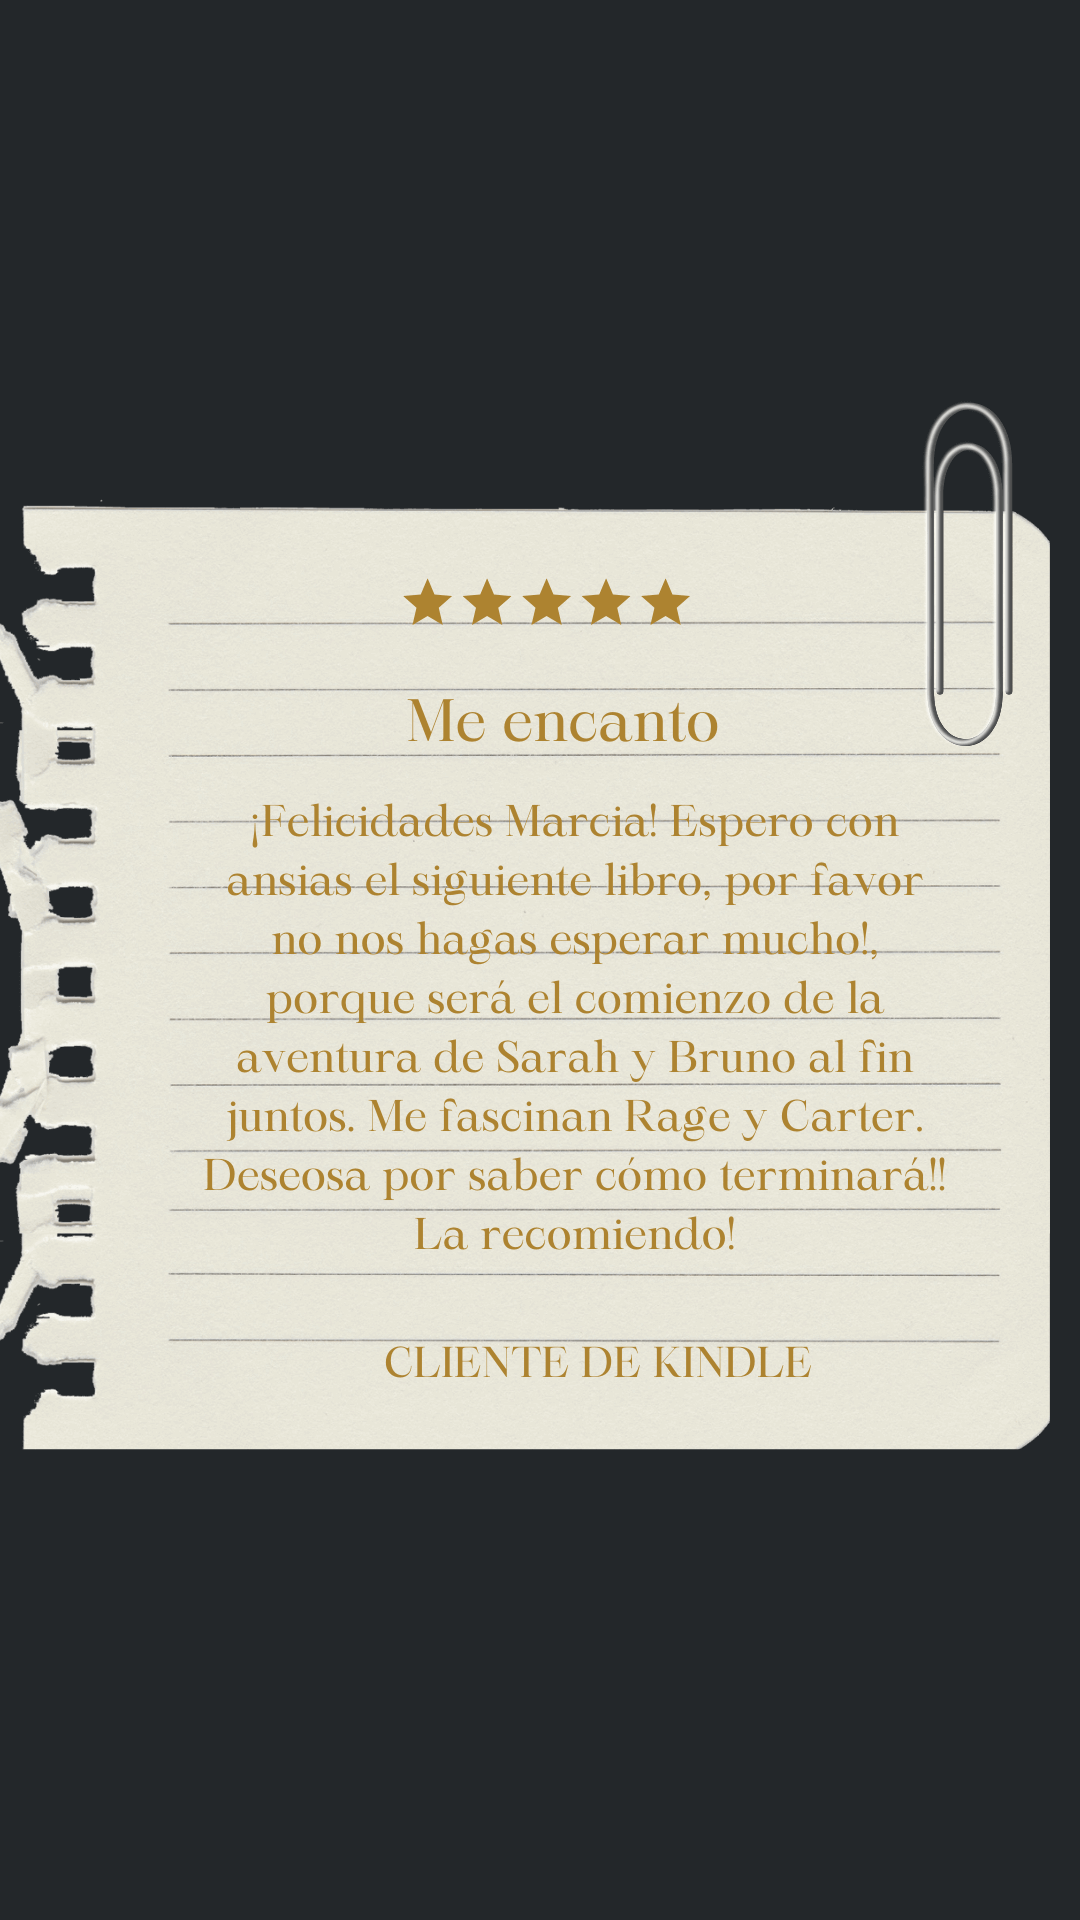 Me encanto
¡Felicidades Marcia! Espero con
ansias el siguiente libro, por favor
no nos hagas esperar mucho!,
porque será el comienzo de la
aventura de Sarah y Bruno al fin
juntos. Me fascinan Rage y Carter.
Deseosa por saber cómo terminará!!
La recomiendo!
CLIENTE DE KINDLE